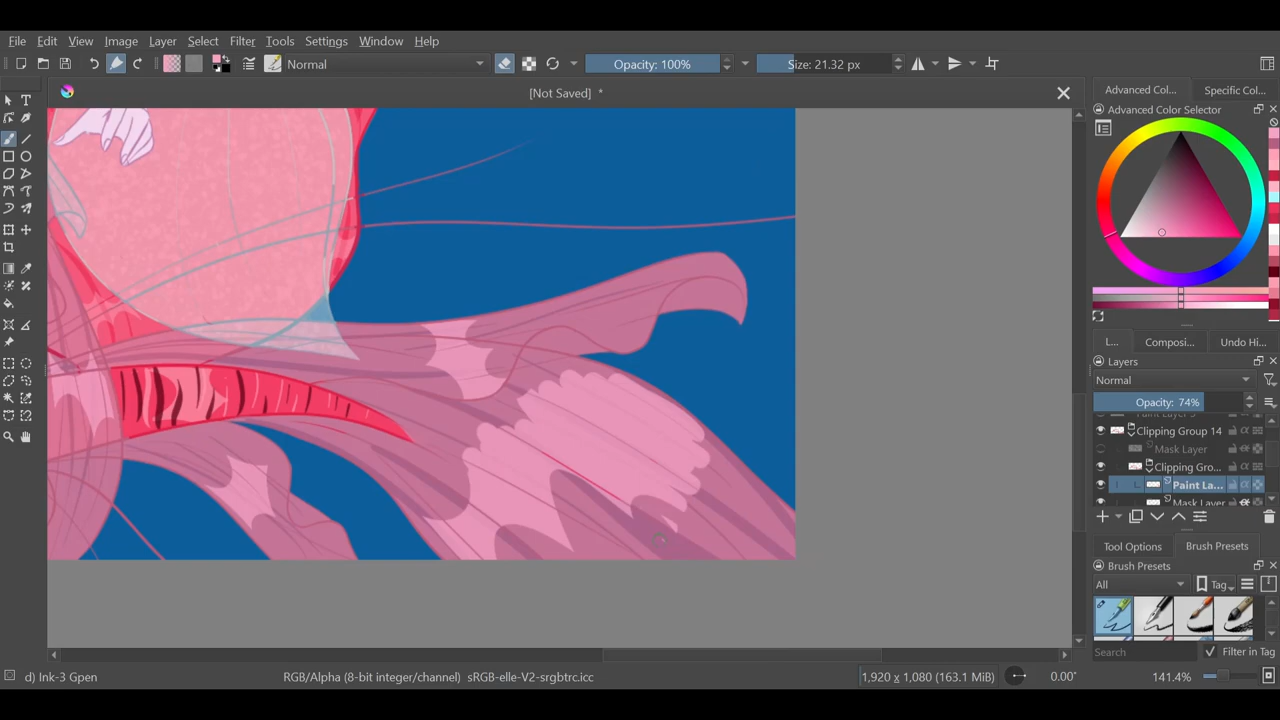 File Edit View Image Layer Select Filter Tools Settings Window Help
Normal Opacity: 100% Size: 21.32 px
[Not Saved] *
Advanced Col... Specific Col...
Advanced Color Selector
L... Composi... Undo Hi...
Layers
Normal
Opacity: 74%
Clipping Group 14
Mask Layer
Clipping Gro...
Paint La...
Mask Layer
Tool Options Brush Presets
Brush Presets
All Tag
Search Filter in Tag
d) Ink-3 Gpen RGB/Alpha (8-bit integer/channel) sRGB-elle-V2-srgbtrc.icc 1,920 x 1,080 (163.1 MiB) 0.00° 141.4%